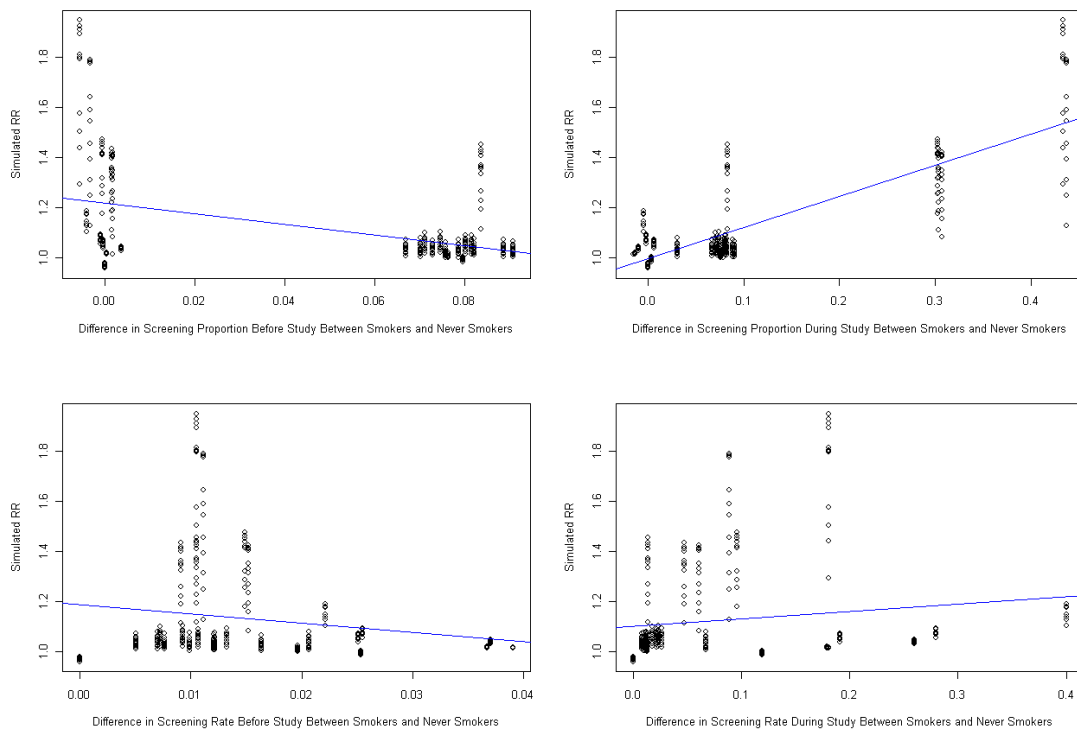 Simulated RR
1.0 1.2 1.4 1.6 1.8
0.00 0.02 0.04 0.06 0.08
Difference in Screening Proportion Before Study Between Smokers and Never Smokers
Simulated RR
1.0 1.2 1.4 1.6 1.8
0.0 0.1 0.2 0.3 0.4
Difference in Screening Proportion During Study Between Smokers and Never Smokers
Simulated RR
1.0 1.2 1.4 1.6 1.8
0.00 0.01 0.02 0.03 0.04
Difference in Screening Rate Before Study Between Smokers and Never Smokers
Simulated RR
1.0 1.2 1.4 1.6 1.8
0.0 0.1 0.2 0.3 0.4
Difference in Screening Rate During Study Between Smokers and Never Smokers